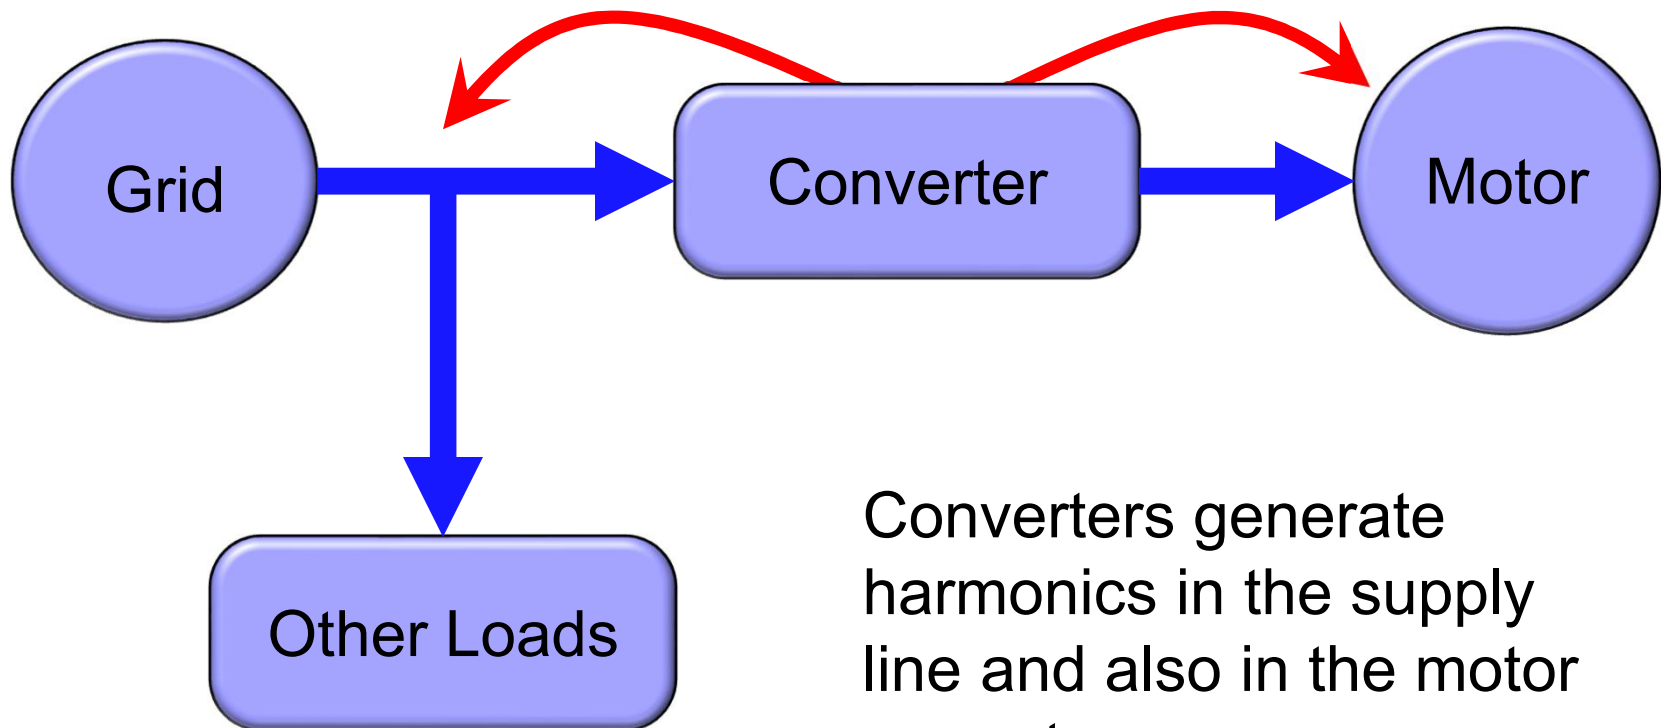 Grid
Converter
Motor
Other Loads
Converters generate
harmonics in the supply
line and also in the motor